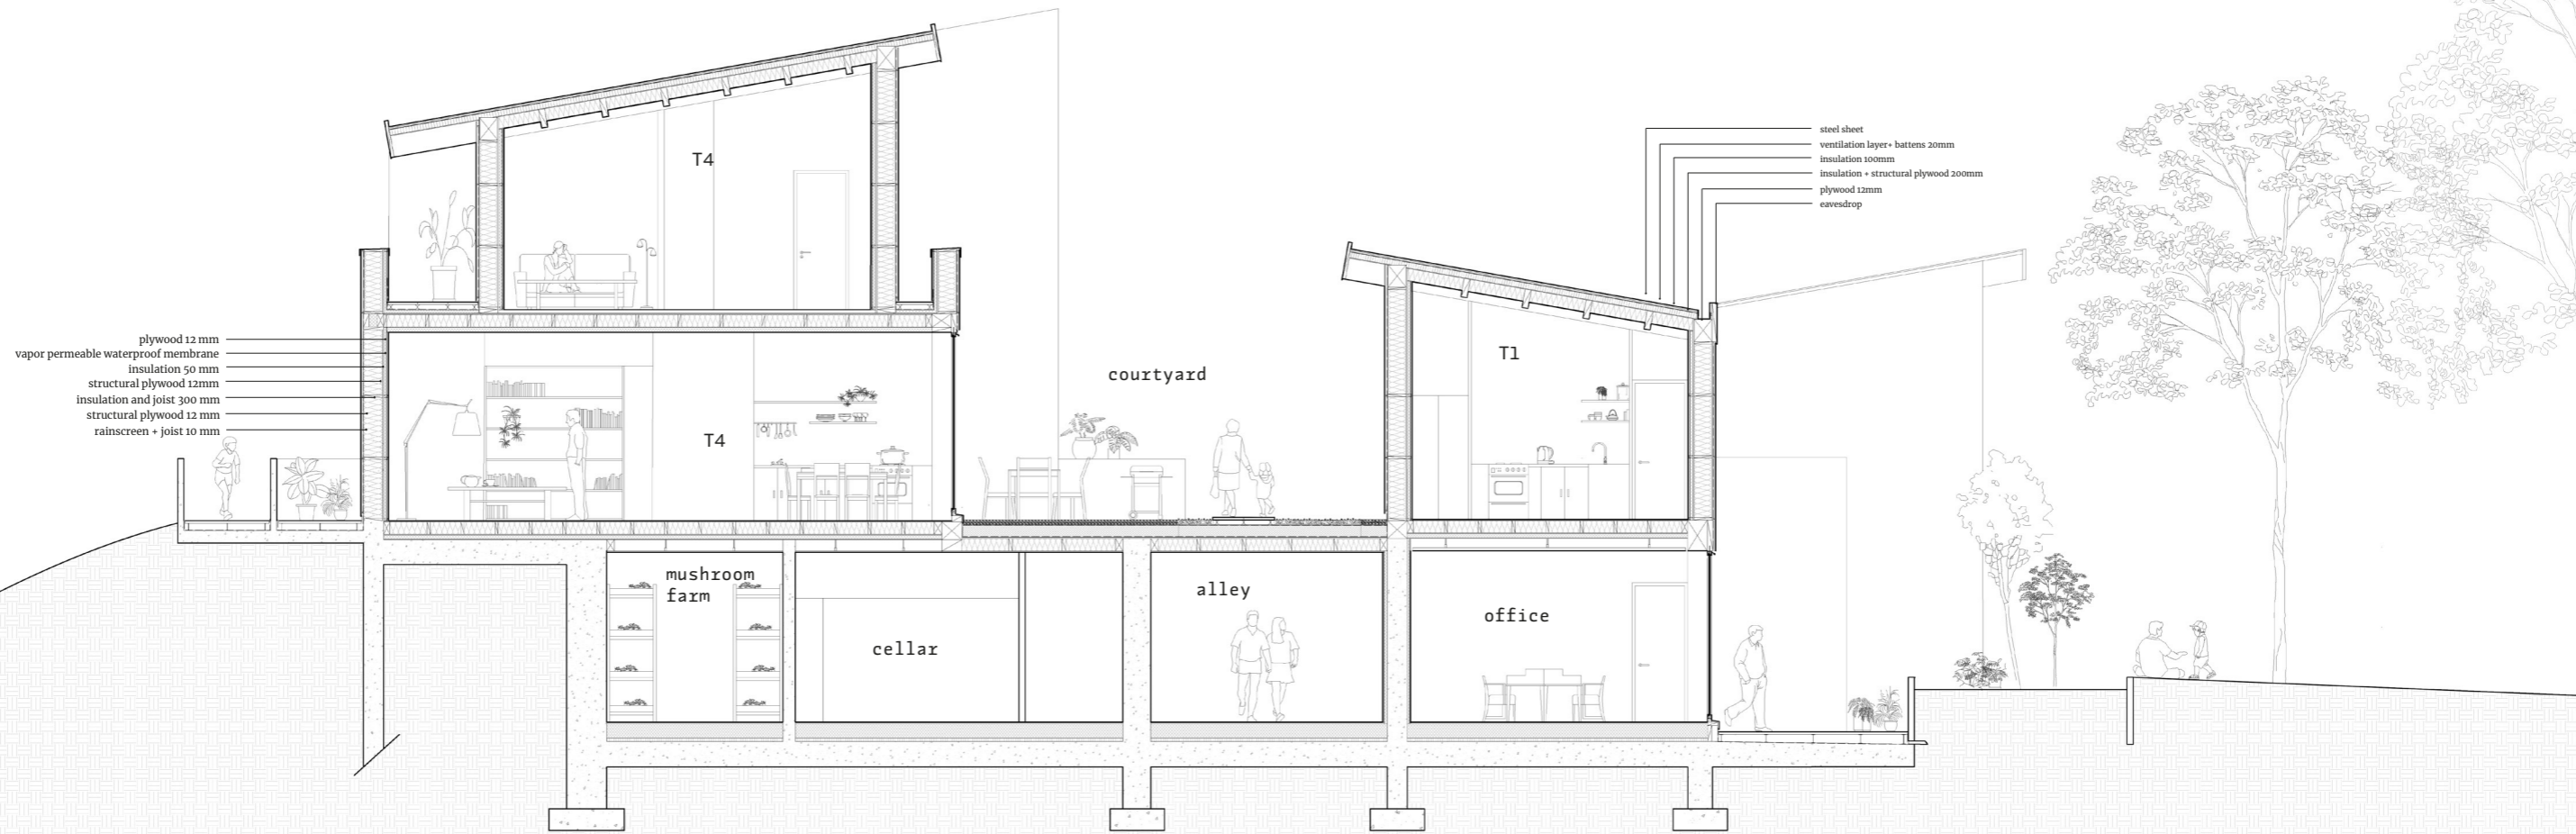 T4
steel sheet
ventilation layer+ battens 20mm
insulation 100mm
insulation + structural plywood 200mm
plywood 12mm
eavesdrop
plywood 12 mm
vapor permeable waterproof membrane
insulation 50 mm
structural plywood 12mm
insulation and joist 300 mm
structural plywood 12 mm
rainscreen + joist 10 mm
T4
courtyard
T1
mushroom
farm
cellar
alley
office